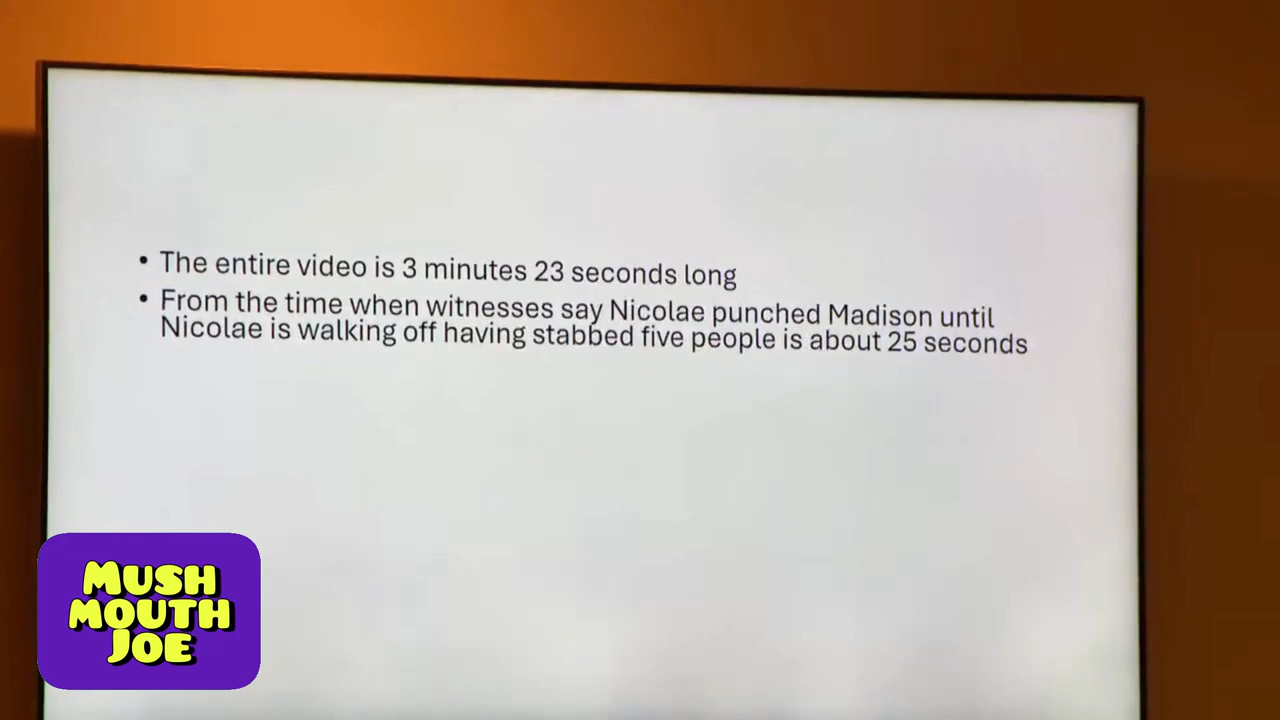 • The entire video is 3 minutes 23 seconds long
• From the time when witnesses say Nicolae punched Madison until
Nicolae is walking off having stabbed five people is about 25 seconds
MUSH
MOUTH
JOE